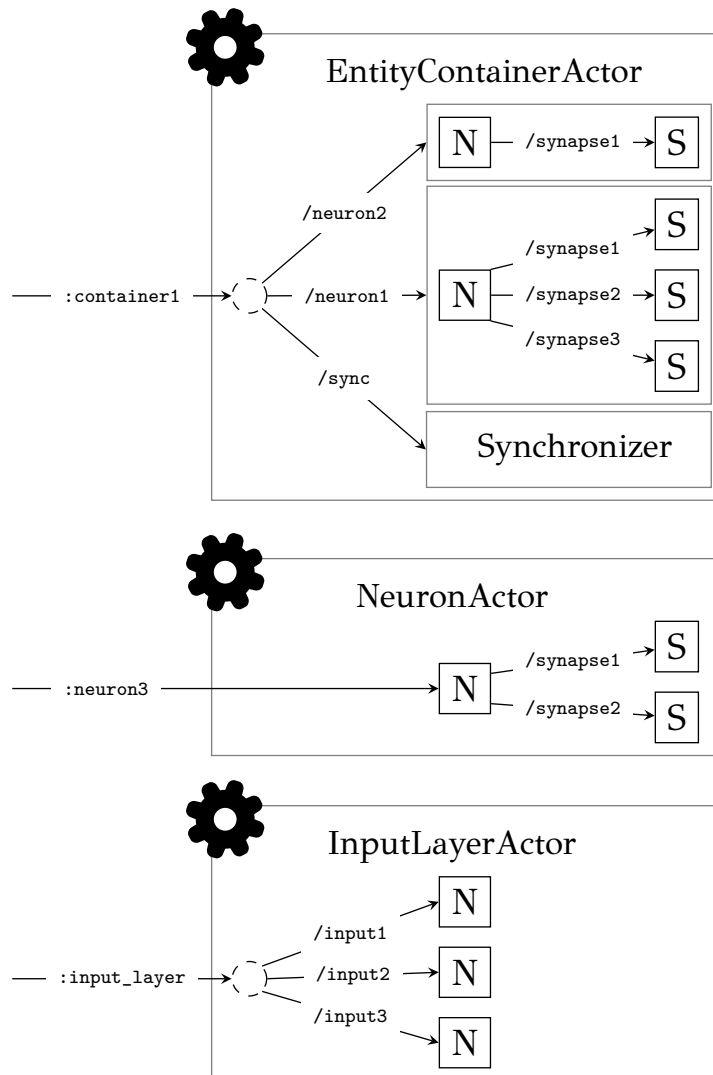 EntityContainerActor
N /synapse1 S
/neuron2
S
/synapse1
:container1 /neuron1 N /synapse2 S
/synapse3
S
/sync
Synchronizer
NeuronActor
/synapse1 S
:neuron3 N
/synapse2 S
InputLayerActor
N
/input1
:input_layer /input2 N
/input3
N